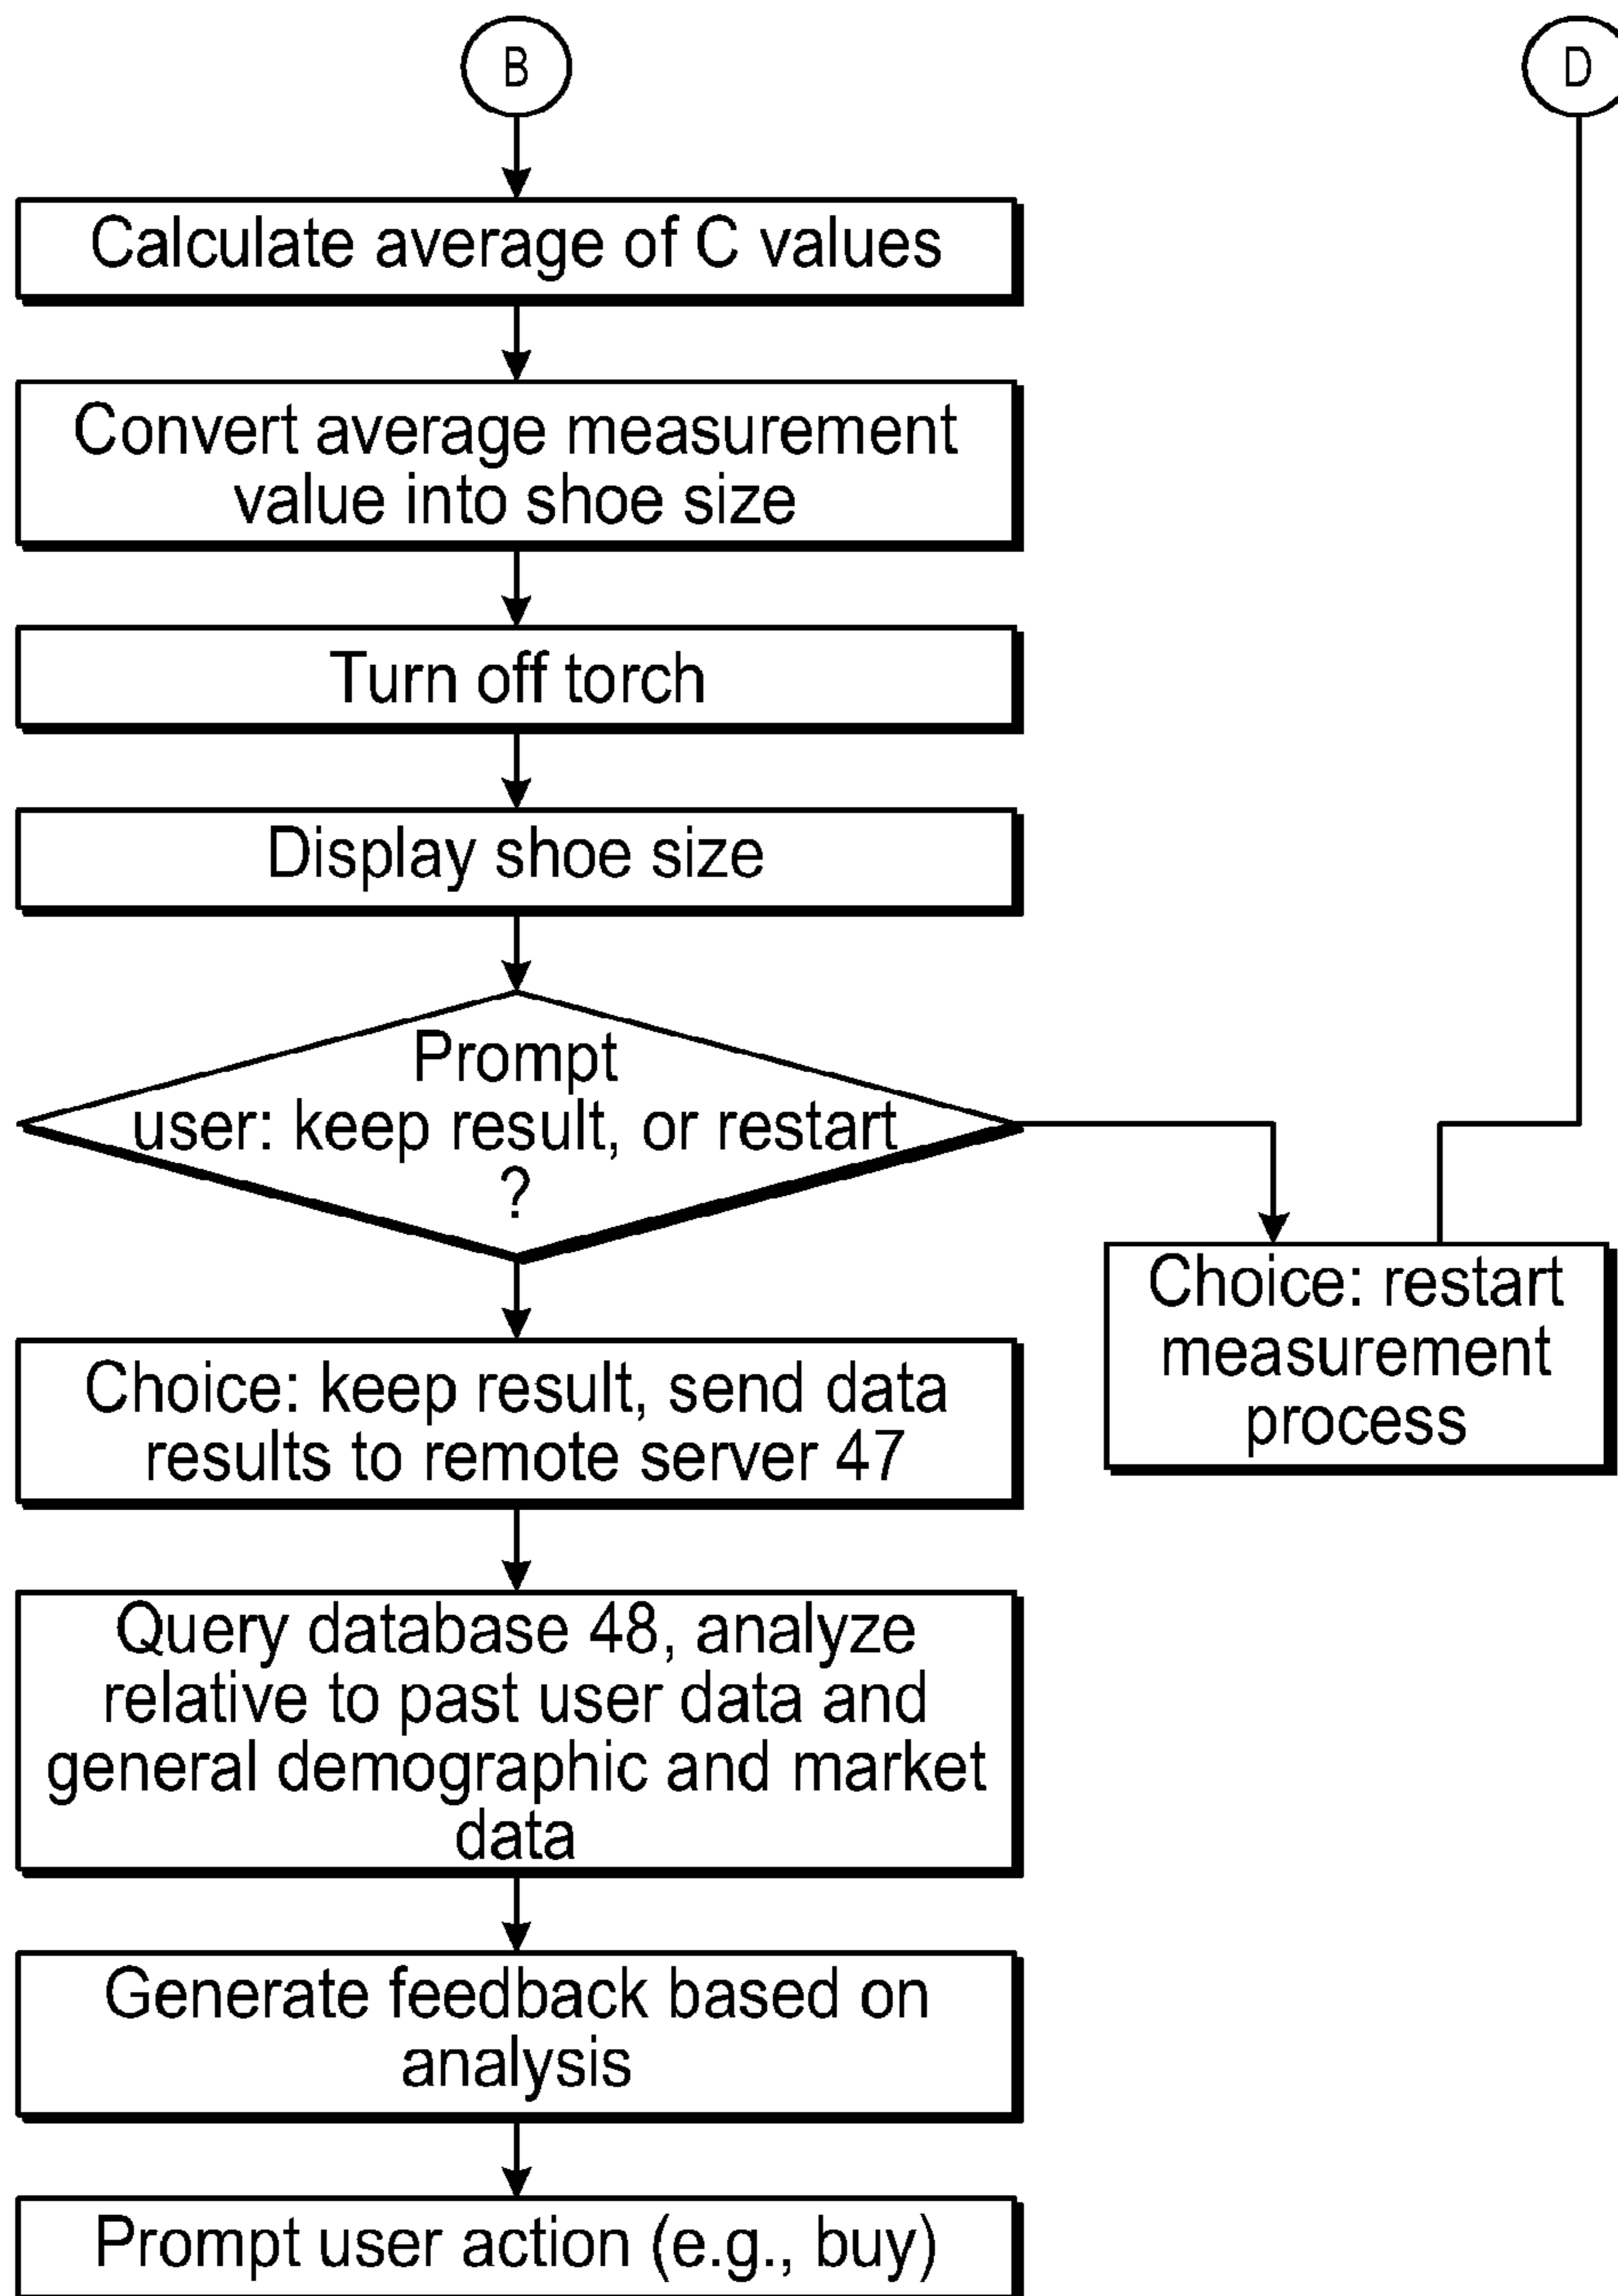 B
D
Calculate average of C values
Convert average measurement
value into shoe size
Turn off torch
Display shoe size
Prompt
user: keep result, or restart
?
Choice: restart
measurement
process
Choice: keep result, send data
results to remote server 47
Query database 48, analyze
relative to past user data and
general demographic and market
data
Generate feedback based on
analysis
Prompt user action (e.g., buy)